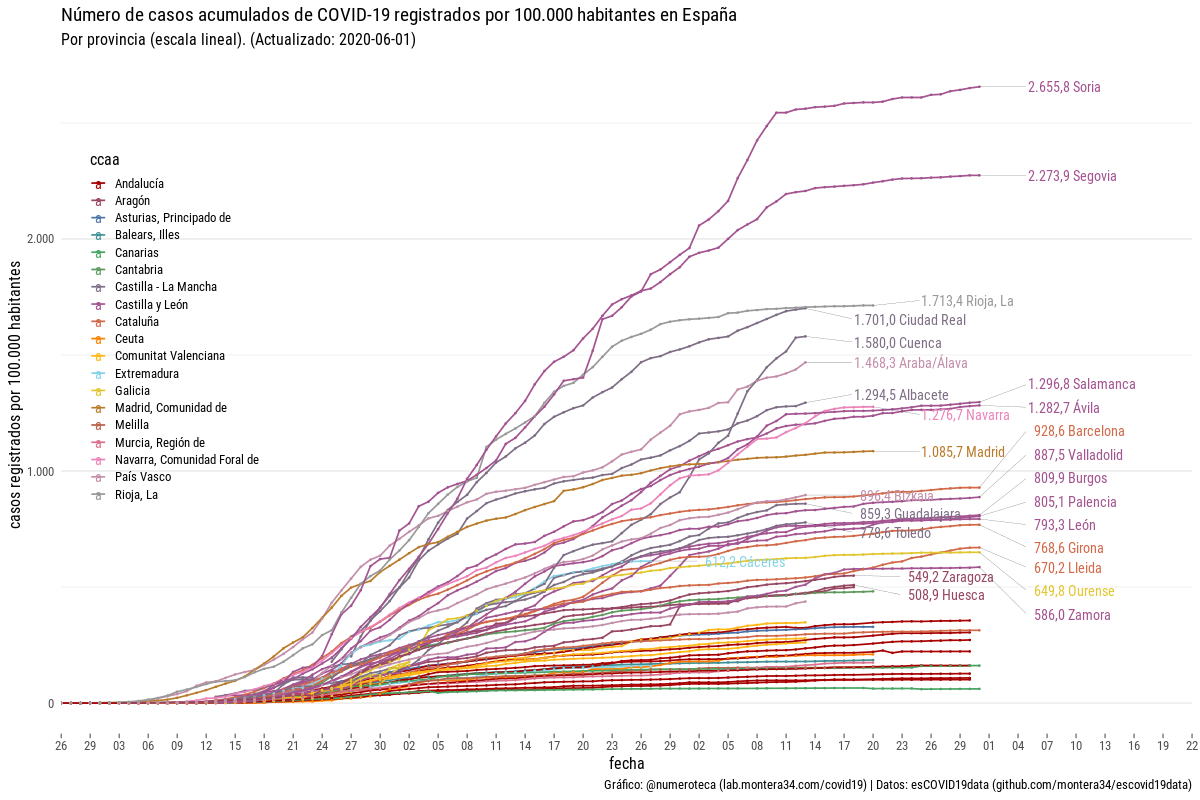 Número de casos acumulados de COVID-19 registrados por 100.000 habitantes en España
Por provincia (escala lineal). (Actualizado: 2020-06-01)
casos registrados por 100.000 habitantes
2.000
1.000
0
ccaa
Andalucía
Aragón
Asturias, Principado de
Balears, Illes
Canarias
Cantabria
Castilla - La Mancha
Castilla y León
Cataluña
Ceuta
Comunitat Valenciana
Extremadura
Galicia
Madrid, Comunidad de
Melilla
Murcia, Región de
Navarra, Comunidad Foral de
País Vasco
Rioja, La
2.655,8 Soria
2.273,9 Segovia
1.713,4 Rioja, La
1.701,0 Ciudad Real
1.580,0 Cuenca
1.468,3 Araba/Álava
1.296,8 Salamanca
1.294,5 Albacete
1.282,7 Ávila
1.276,7 Navarra
928,6 Barcelona
1.085,7 Madrid
887,5 Valladolid
809,9 Burgos
896,4 Bizkaia
805,1 Palencia
859,3 Guadalajara
793,3 León
778,6 Toledo
768,6 Girona
612,2 Cáceres
670,2 Lleida
549,2 Zaragoza
649,8 Ourense
508,9 Huesca
586,0 Zamora
26 29 03 06 09 12 15 18 21 24 27 30 02 05 08 11 14 17 20 23 26 29 02 05 08 11 14 17 20 23 26 29 01 04 07 10 13 16 19 22
fecha
Gráfico: @numeroteca (lab.montera34.com/covid19) | Datos: esCOVID19data (github.com/montera34/escovid19data)